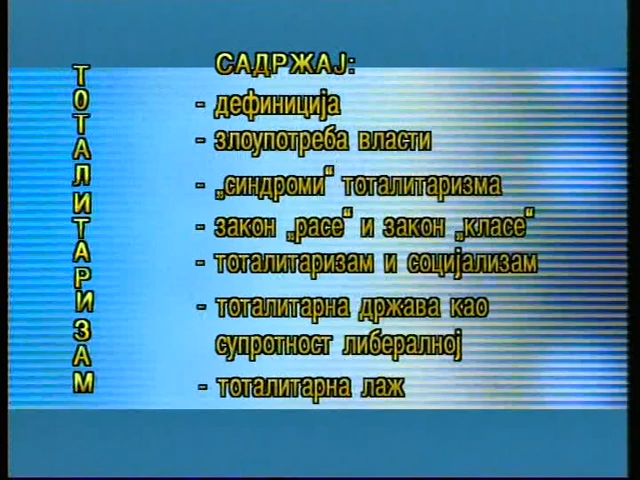 ТОТАЛИТАРИЗАМ
САДРЖАЈ:
- дефиниција
- злоупотреба власти
- „синдроми“ тоталитаризма
- закон „расе“ и закон „класе“
- тоталитаризам и социјализам
- тоталитарна држава као
супротност либералној
- тоталитарна лаж